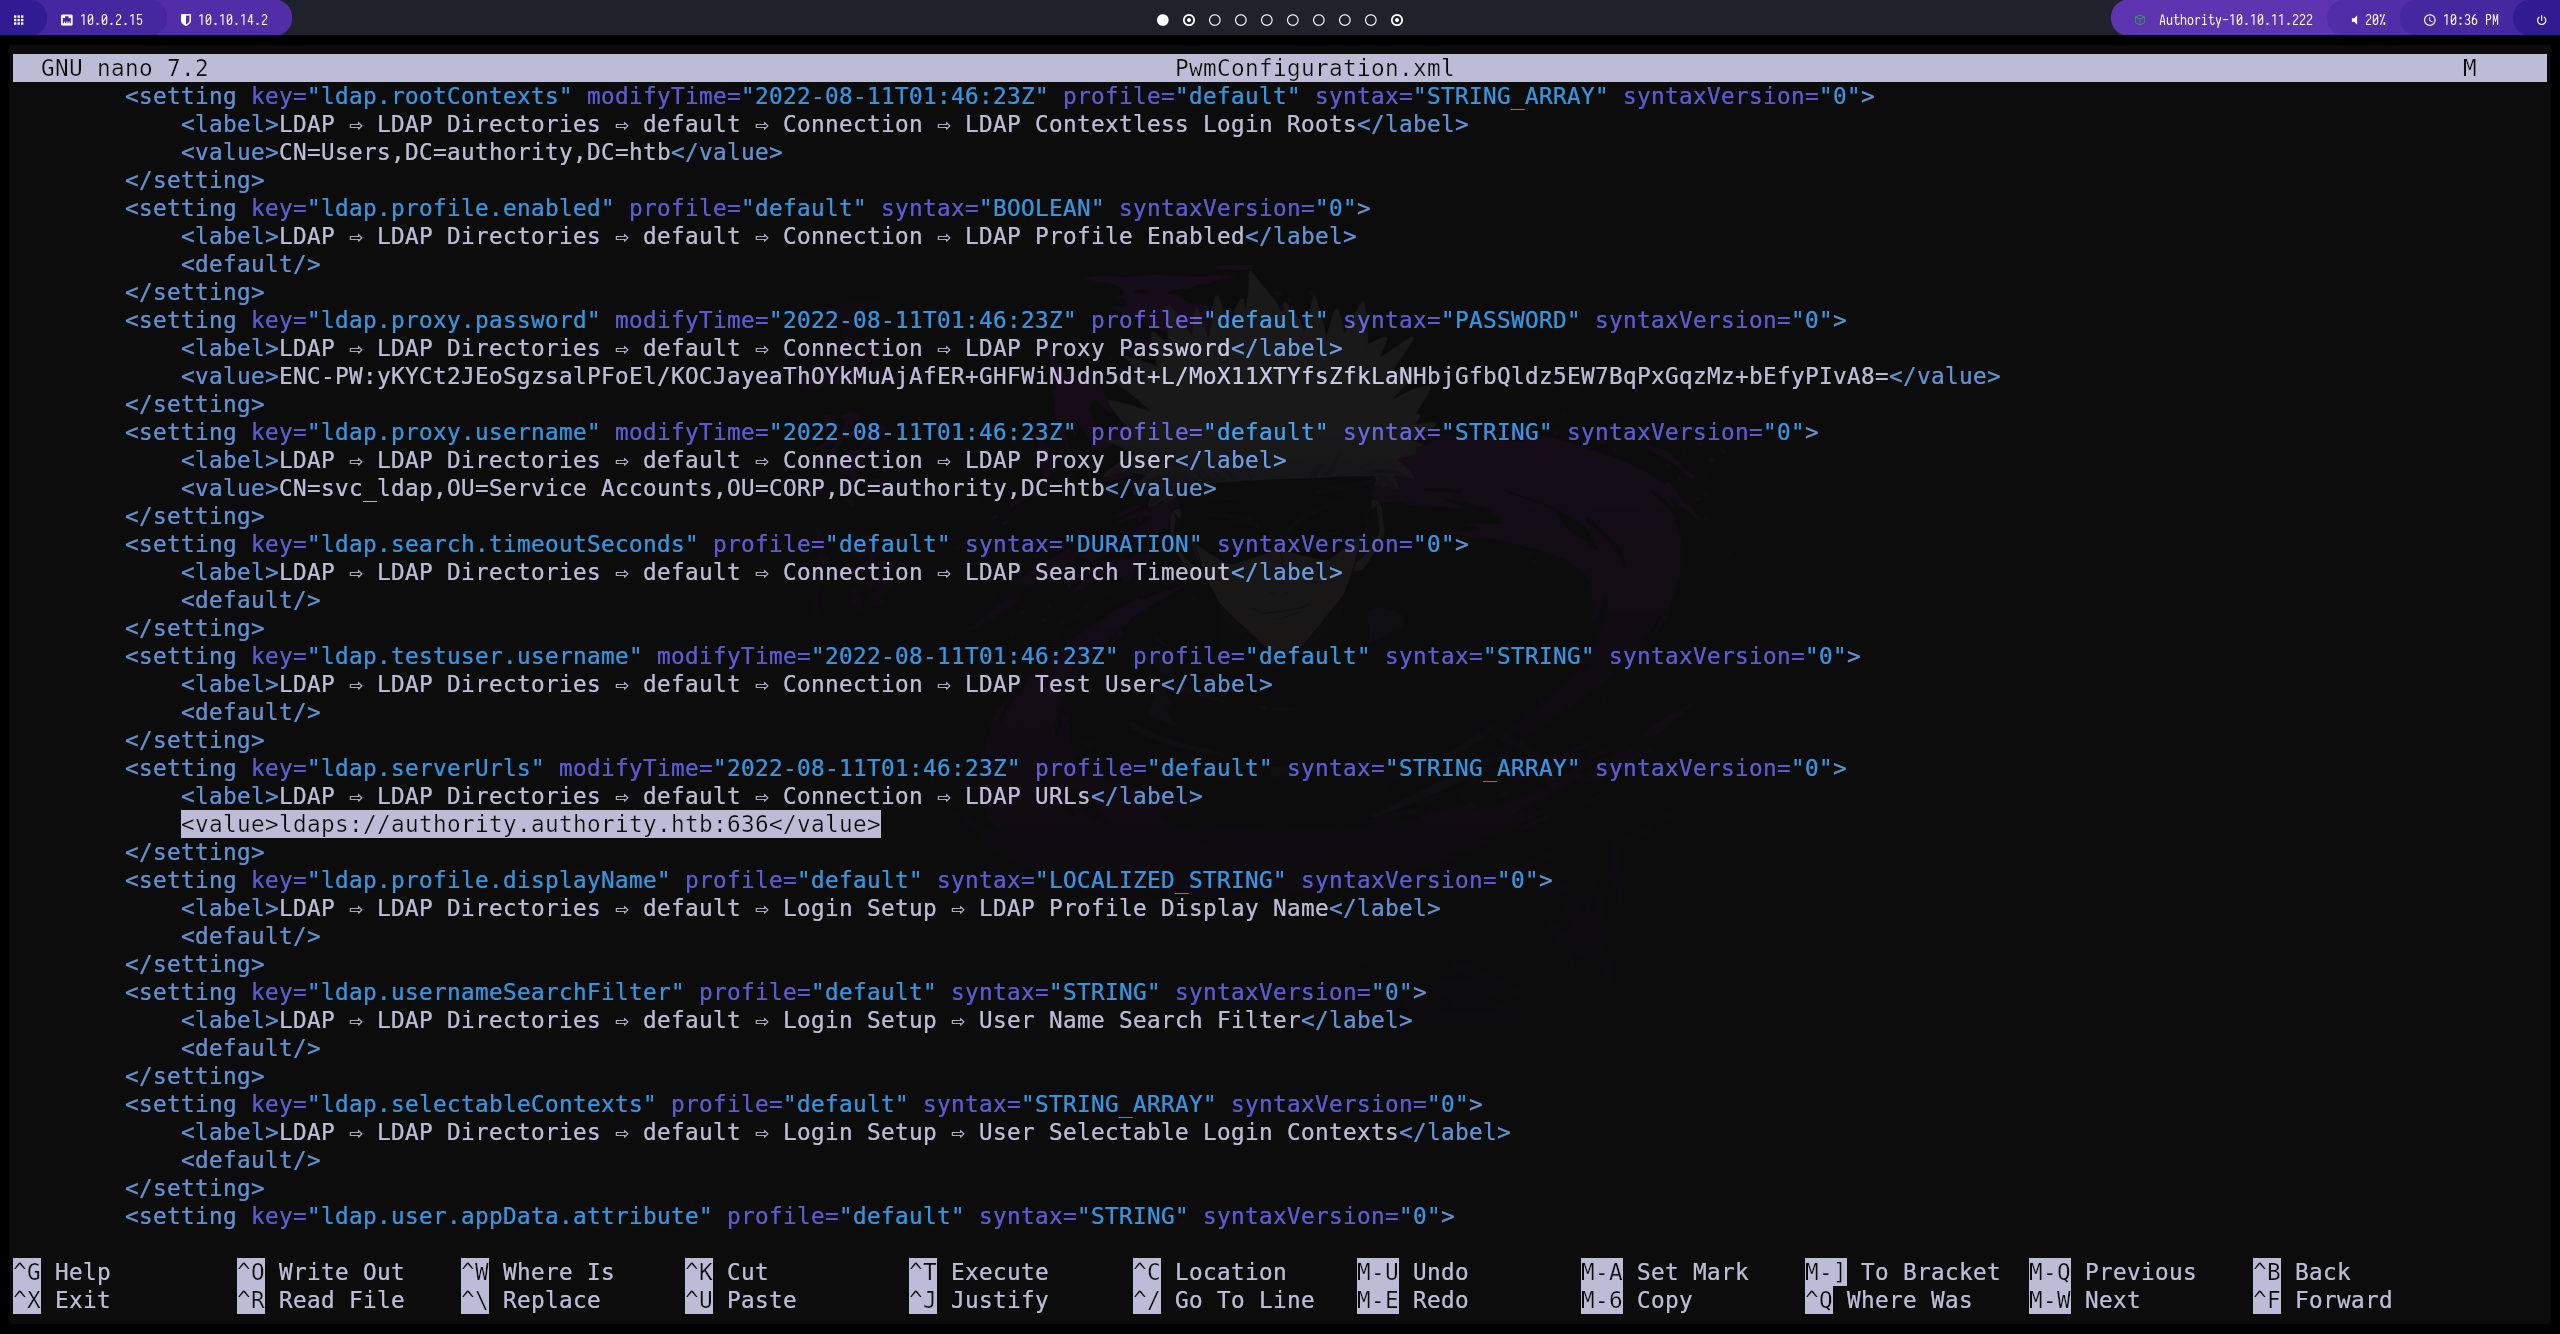 10.0.2.15 10.10.14.2 Authority-10.10.11.222 20% 10:36 PM
GNU nano 7.2 PwmConfiguration.xml M
<setting key="ldap.rootContexts" modifyTime="2022-08-11T01:46:23Z" profile="default" syntax="STRING_ARRAY" syntaxVersion="0">
<label>LDAP ⇨ LDAP Directories ⇨ default ⇨ Connection ⇨ LDAP Contextless Login Roots</label>
<value>CN=Users,DC=authority,DC=htb</value>
</setting>
<setting key="ldap.profile.enabled" profile="default" syntax="BOOLEAN" syntaxVersion="0">
<label>LDAP ⇨ LDAP Directories ⇨ default ⇨ Connection ⇨ LDAP Profile Enabled</label>
<default/>
</setting>
<setting key="ldap.proxy.password" modifyTime="2022-08-11T01:46:23Z" profile="default" syntax="PASSWORD" syntaxVersion="0">
<label>LDAP ⇨ LDAP Directories ⇨ default ⇨ Connection ⇨ LDAP Proxy Password</label>
<value>ENC-PW:yKYCt2JEoSgzsalPFoEl/KOCJayeaThOYkMuAjAfER+GHFWiNJdn5dt+L/MoX11XTYfsZfkLaNHbjGfbQldz5EW7BqPxGqzMz+bEfyPIvA8=</value>
</setting>
<setting key="ldap.proxy.username" modifyTime="2022-08-11T01:46:23Z" profile="default" syntax="STRING" syntaxVersion="0">
<label>LDAP ⇨ LDAP Directories ⇨ default ⇨ Connection ⇨ LDAP Proxy User</label>
<value>CN=svc_ldap,OU=Service Accounts,OU=CORP,DC=authority,DC=htb</value>
</setting>
<setting key="ldap.search.timeoutSeconds" profile="default" syntax="DURATION" syntaxVersion="0">
<label>LDAP ⇨ LDAP Directories ⇨ default ⇨ Connection ⇨ LDAP Search Timeout</label>
<default/>
</setting>
<setting key="ldap.testuser.username" modifyTime="2022-08-11T01:46:23Z" profile="default" syntax="STRING" syntaxVersion="0">
<label>LDAP ⇨ LDAP Directories ⇨ default ⇨ Connection ⇨ LDAP Test User</label>
<default/>
</setting>
<setting key="ldap.serverUrls" modifyTime="2022-08-11T01:46:23Z" profile="default" syntax="STRING_ARRAY" syntaxVersion="0">
<label>LDAP ⇨ LDAP Directories ⇨ default ⇨ Connection ⇨ LDAP URLs</label>
<value>ldaps://authority.authority.htb:636</value>
</setting>
<setting key="ldap.profile.displayName" profile="default" syntax="LOCALIZED_STRING" syntaxVersion="0">
<label>LDAP ⇨ LDAP Directories ⇨ default ⇨ Login Setup ⇨ LDAP Profile Display Name</label>
<default/>
</setting>
<setting key="ldap.usernameSearchFilter" profile="default" syntax="STRING" syntaxVersion="0">
<label>LDAP ⇨ LDAP Directories ⇨ default ⇨ Login Setup ⇨ User Name Search Filter</label>
<default/>
</setting>
<setting key="ldap.selectableContexts" profile="default" syntax="STRING_ARRAY" syntaxVersion="0">
<label>LDAP ⇨ LDAP Directories ⇨ default ⇨ Login Setup ⇨ User Selectable Login Contexts</label>
<default/>
</setting>
<setting key="ldap.user.appData.attribute" profile="default" syntax="STRING" syntaxVersion="0">
^G Help ^O Write Out ^W Where Is ^K Cut ^T Execute ^C Location M-U Undo M-A Set Mark M-] To Bracket M-Q Previous ^B Back
^X Exit ^R Read File ^\ Replace ^U Paste ^J Justify ^/ Go To Line M-E Redo M-6 Copy ^Q Where Was M-W Next ^F Forward